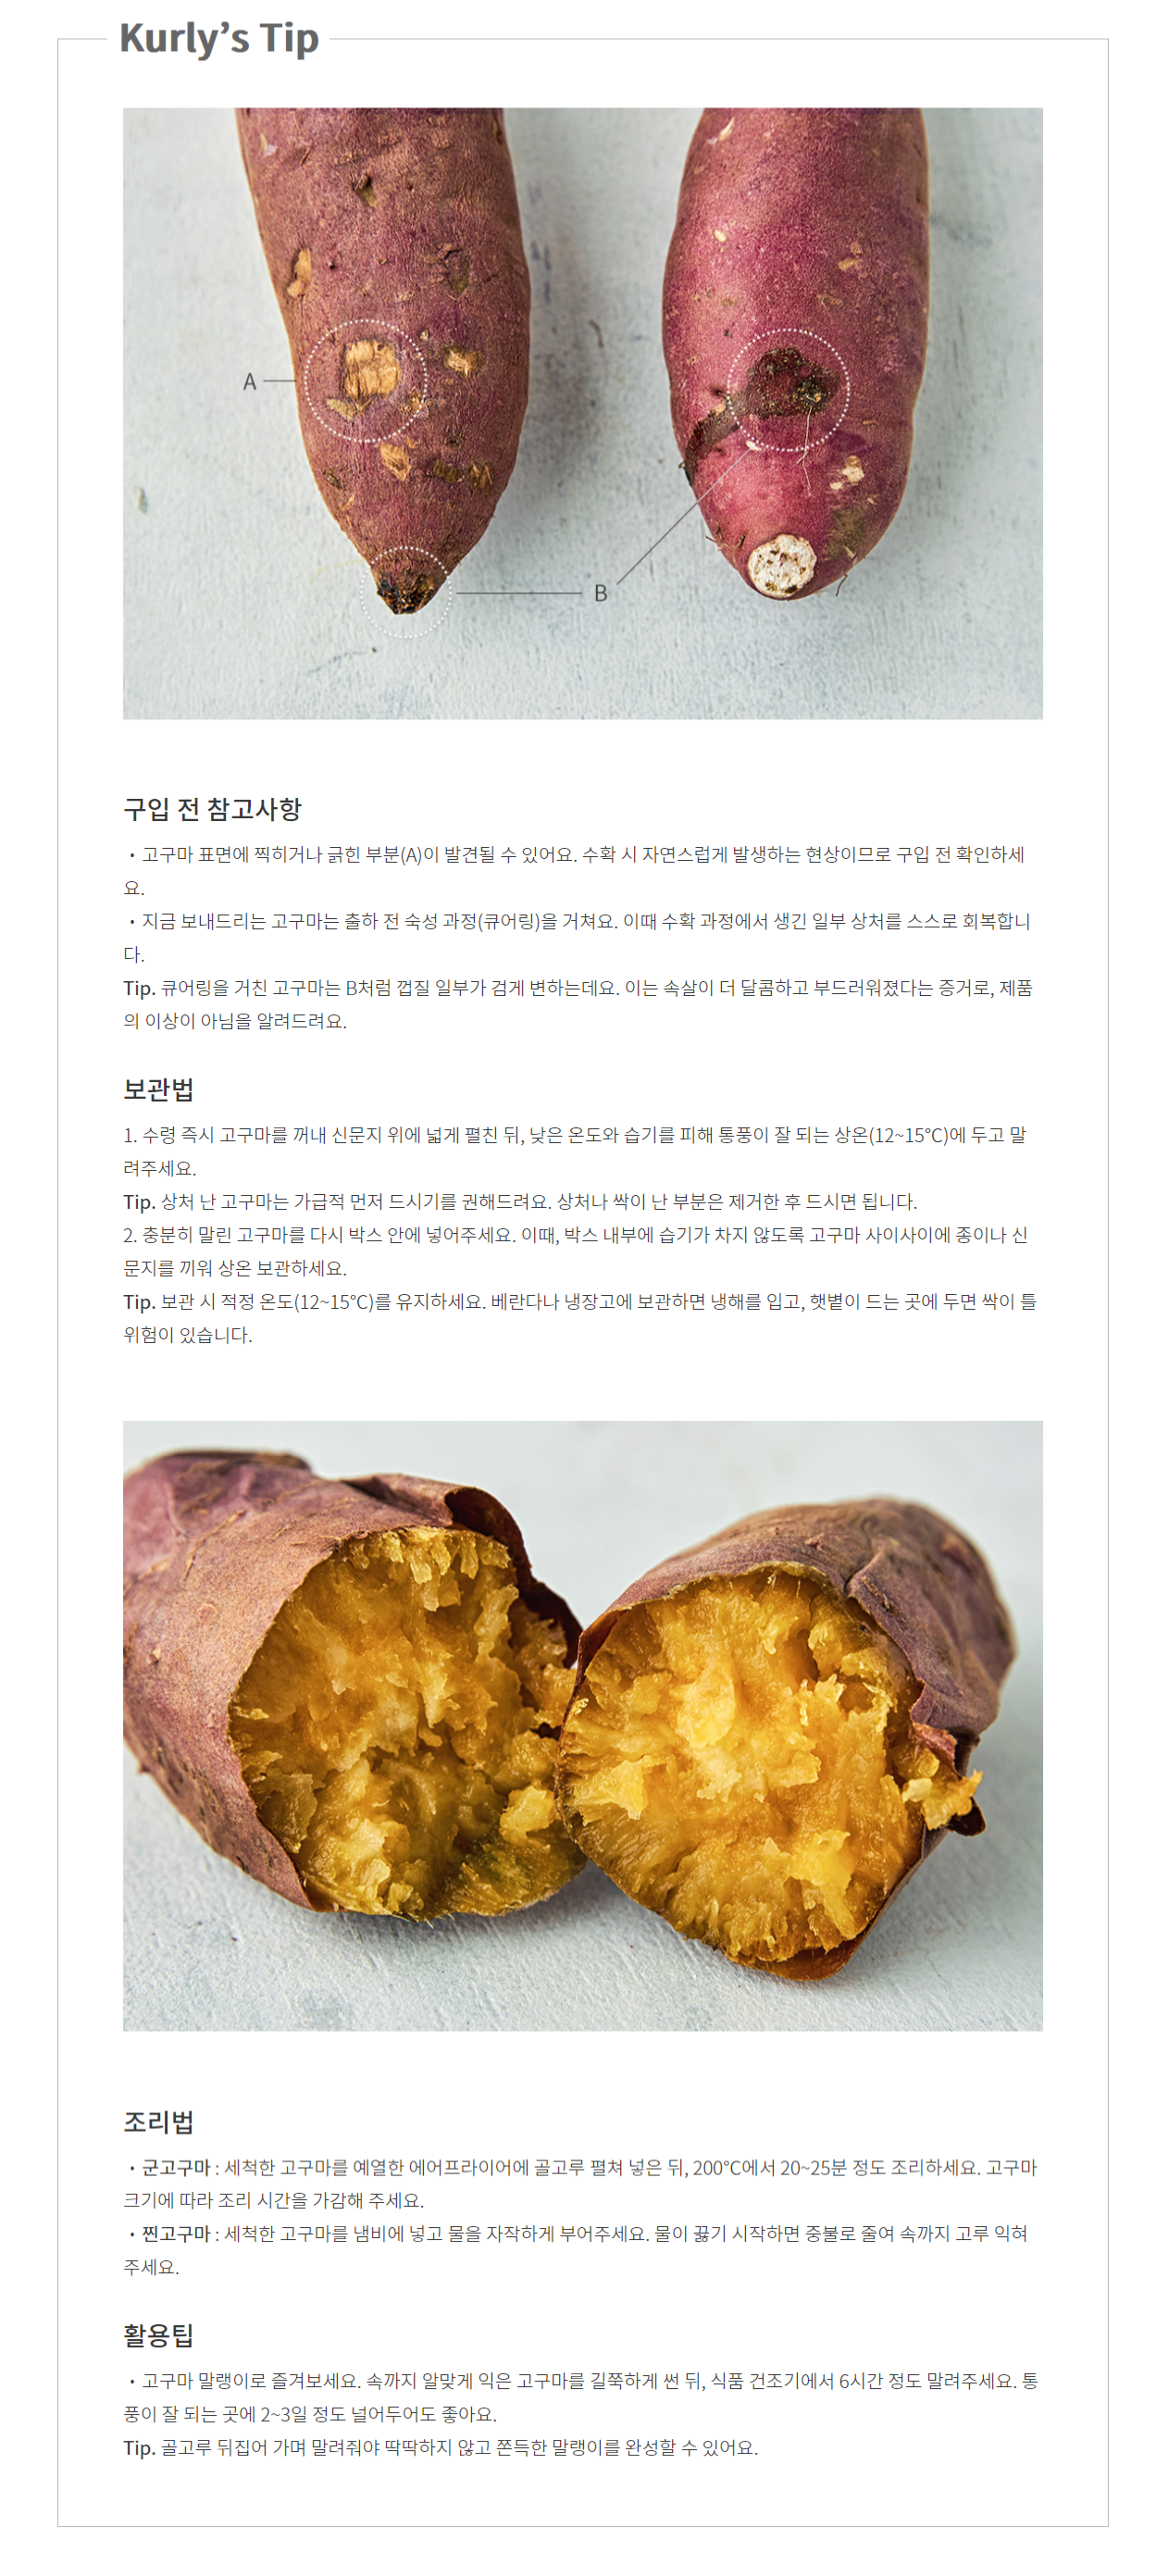 Kurly’s Tip
A
B
구입 전 참고사항
・고구마 표면에 찍히거나 긁힌 부분(A)이 발견될 수 있어요. 수확 시 자연스럽게 발생하는 현상이므로 구입 전 확인하세
요.
・지금 보내드리는 고구마는 출하 전 숙성 과정(큐어링)을 거쳐요. 이때 수확 과정에서 생긴 일부 상처를 스스로 회복합니
다.
Tip. 큐어링을 거친 고구마는 B처럼 껍질 일부가 검게 변하는데요. 이는 속살이 더 달콤하고 부드러워졌다는 증거로, 제품
의 이상이 아님을 알려드려요.
보관법
1. 수령 즉시 고구마를 꺼내 신문지 위에 넓게 펼친 뒤, 낮은 온도와 습기를 피해 통풍이 잘 되는 상온(12~15℃)에 두고 말
려주세요.
Tip. 상처 난 고구마는 가급적 먼저 드시기를 권해드려요. 상처나 싹이 난 부분은 제거한 후 드시면 됩니다.
2. 충분히 말린 고구마를 다시 박스 안에 넣어주세요. 이때, 박스 내부에 습기가 차지 않도록 고구마 사이사이에 종이나 신
문지를 끼워 상온 보관하세요.
Tip. 보관 시 적정 온도(12~15℃)를 유지하세요. 베란다나 냉장고에 보관하면 냉해를 입고, 햇볕이 드는 곳에 두면 싹이 틀
위험이 있습니다.
조리법
・군고구마 : 세척한 고구마를 예열한 에어프라이어에 골고루 펼쳐 넣은 뒤, 200℃에서 20~25분 정도 조리하세요. 고구마
크기에 따라 조리 시간을 가감해 주세요.
・찐고구마 : 세척한 고구마를 냄비에 넣고 물을 자작하게 부어주세요. 물이 끓기 시작하면 중불로 줄여 속까지 고루 익혀
주세요.
활용팁
・고구마 말랭이로 즐겨보세요. 속까지 알맞게 익은 고구마를 길쭉하게 썬 뒤, 식품 건조기에서 6시간 정도 말려주세요. 통
풍이 잘 되는 곳에 2~3일 정도 널어두어도 좋아요.
Tip. 골고루 뒤집어 가며 말려줘야 딱딱하지 않고 쫀득한 말랭이를 완성할 수 있어요.